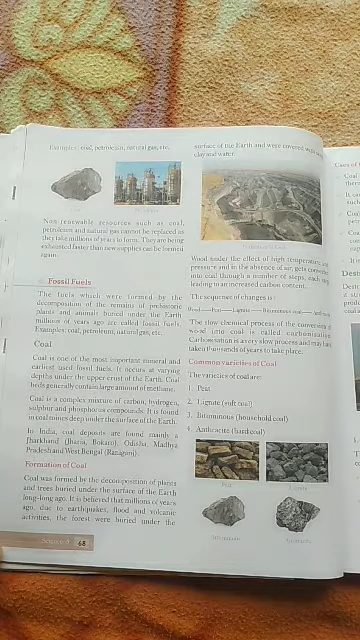 Examples: coal, petroleum, natural gas, etc.
Non-renewable resources such as coal,
petroleum and natural gas cannot be replaced as
they take millions of years to form. They are being
exhausted faster than new supplies can be formed
again.
Fossil Fuels
The fuels which were formed by the
decomposition of the remains of prehistoric
plants and animals buried under the Earth
millions of years ago are called fossil fuels.
Examples: coal, petroleum, natural gas, etc.
Coal
Coal is one of the most important mineral and
earliest used fossil fuels. It occurs at varying
depths under the upper crust of the Earth. Coal
beds generally contain large amount of methane.
Coal is a complex mixture of carbon, hydrogen,
sulphur and phosphorus compounds. It is found
in coal mines deep under the surface of the Earth.
In India, coal deposits are found mainly in
Jharkhand (Jharia, Bokaro), Odisha, Madhya
Pradesh and West Bengal (Raniganj).
Formation of Coal
Coal was formed by the decomposition of plants
and trees buried under the surface of the Earth
long-long ago. It is believed that millions of years
ago, due to earthquakes, flood and volcanic
activities, the forest were buried under the
68
surface of the Earth and were covered with
clay and water.
Wood under the effect of high temperature and
pressure and in the absence of air, gets converted
into coal through a number of steps, each step
leading to an increased carbon content.
The sequence of changes is:
Wood — Peat — Lignite — Bituminous coal —
The slow chemical process of the conversion of
wood into coal is called carbonisation.
Carbonisation is a very slow process and may have
taken thousands of years to take place.
Common varieties of Coal
The varieties of coal are:
1. Peat
2. Lignite (soft coal)
3. Bituminous (household coal)
4. Anthracite (hard coal)
Peat
Lignite